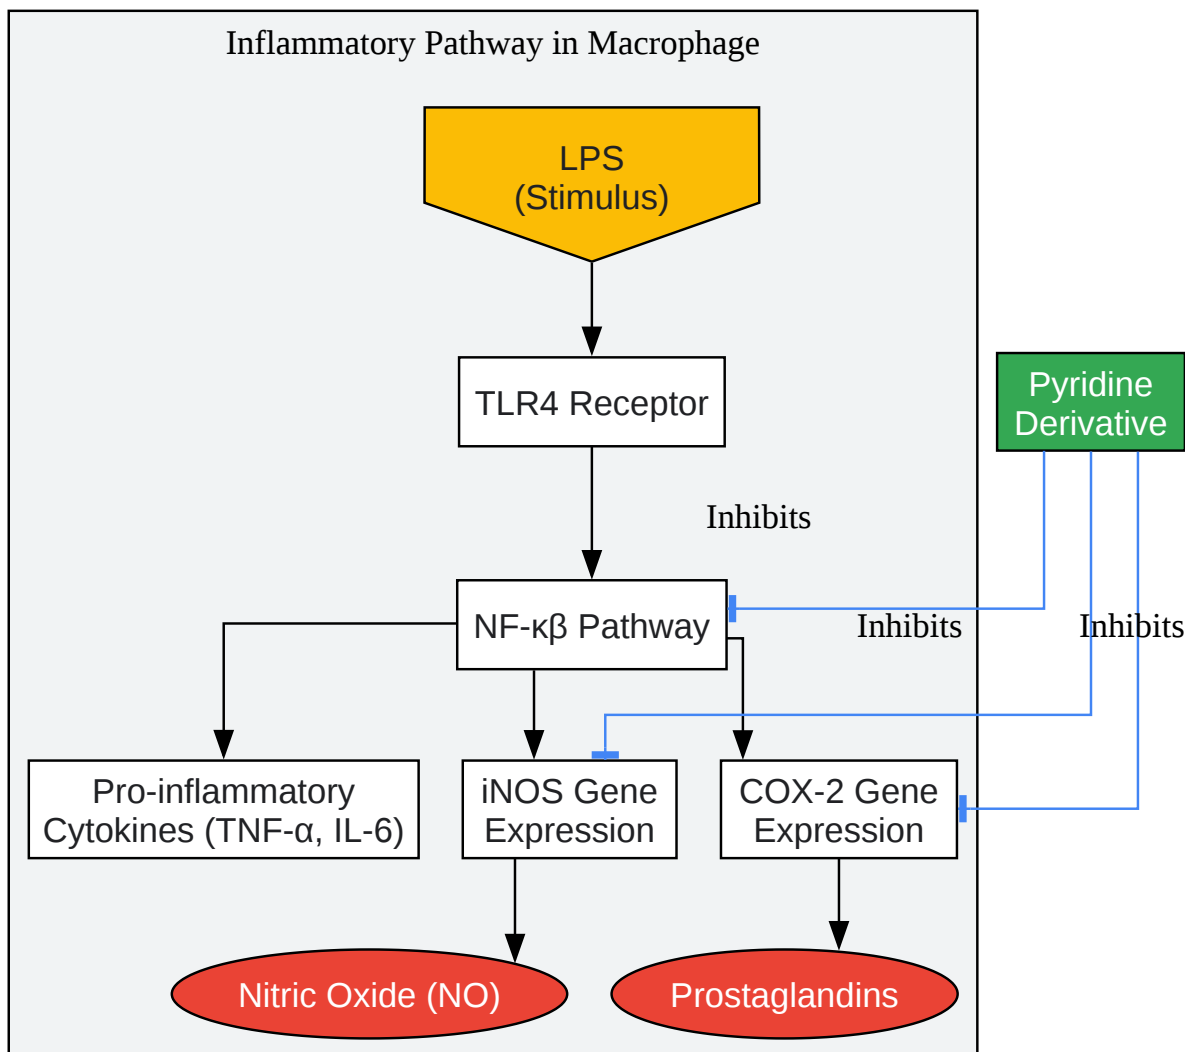 Inflammatory Pathway in Macrophage
LPS
(Stimulus)
TLR4 Receptor
Pyridine
Derivative
Inhibits
NF-κβ Pathway
Inhibits
Inhibits
Pro-inflammatory
Cytokines (TNF-α, IL-6)
iNOS Gene
Expression
COX-2 Gene
Expression
Nitric Oxide (NO)
Prostaglandins